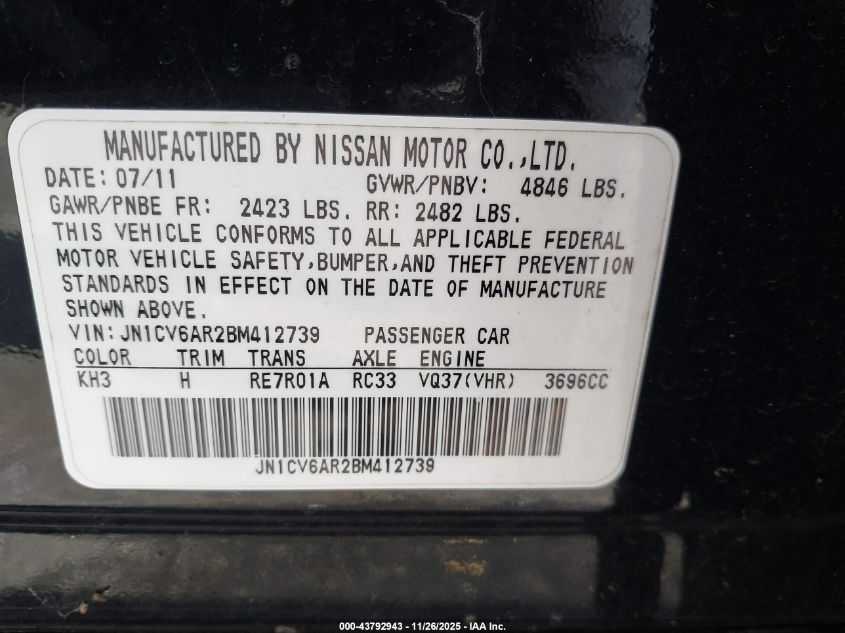 MANUFACTURED BY NISSAN MOTOR CO.,LTD.
DATE: 07/11 GVWR/PNBV: 4846 LBS.
GAWR/PNBE FR: 2423 LBS. RR: 2482 LBS.
THIS VEHICLE CONFORMS TO ALL APPLICABLE FEDERAL
MOTOR VEHICLE SAFETY,BUMPER,AND THEFT PREVENTION
STANDARDS IN EFFECT ON THE DATE OF MANUFACTURE
SHOWN ABOVE.
VIN:JN1CV6AR2BM412739 PASSENGER CAR
COLOR TRIM TRANS AXLE ENGINE
KH3 H RE7R01A RC33 VQ37(VHR) 3696CC
JN1CV6AR2BM412739
000-43792943 - 11/26/2025 - IAA Inc.